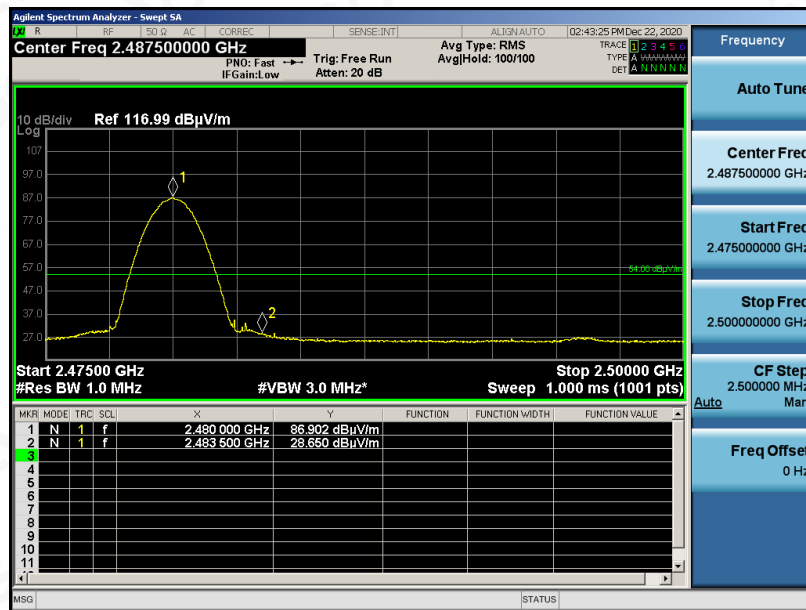 Agilent Spectrum Analyzer - Swept SA
LXI R RF 50 Ω AC CORREC SENSE:INT ALIGN AUTO 02:43:25 PM Dec 22, 2020
Center Freq 2.487500000 GHz
PNO: Fast
IFGain:Low
Trig: Free Run
Atten: 20 dB
Avg Type: RMS
Avg|Hold: 100/100
TRACE 1 2 3 4 5 6
TYPE A
DET A N N N N N
10 dB/div Ref 116.99 dBµV/m
Log
107
97.0
87.0
77.0
67.0
57.0
47.0
37.0
27.0
1
2
54.00 dBµV/m
Start 2.47500 GHz Stop 2.50000 GHz
#Res BW 1.0 MHz #VBW 3.0 MHz* Sweep 1.000 ms (1001 pts)
MKR MODE TRC SCL X Y FUNCTION FUNCTION WIDTH FUNCTION VALUE
1 N 1 f 2.480 000 GHz 86.902 dBµV/m
2 N 1 f 2.483 500 GHz 28.650 dBµV/m
3
4
5
6
7
8
9
10
11
MSG STATUS
Frequency
Auto Tune
Center Freq
2.487500000 GHz
Start Freq
2.475000000 GHz
Stop Freq
2.500000000 GHz
CF Step
2.500000 MHz
Auto Man
Freq Offset
0 Hz